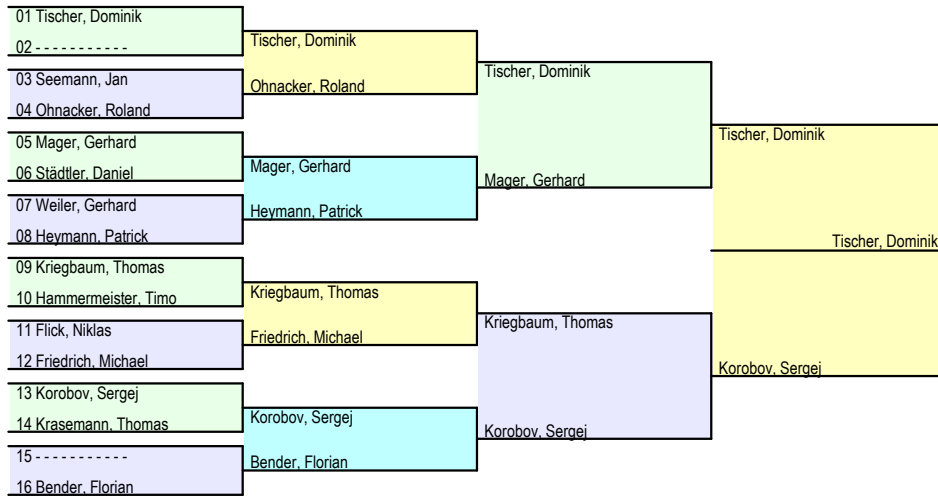 01 Tischer, Dominik
02 - - - - - - - - - - -
03 Seemann, Jan
04 Ohnacker, Roland
05 Mager, Gerhard
06 Städtler, Daniel
07 Weiler, Gerhard
08 Heymann, Patrick
09 Kriegbaum, Thomas
10 Hammermeister, Timo
11 Flick, Niklas
12 Friedrich, Michael
13 Korobov, Sergej
14 Krasemann, Thomas
15 - - - - - - - - - - -
16 Bender, Florian
Tischer, Dominik
Ohnacker, Roland
Mager, Gerhard
Heymann, Patrick
Kriegbaum, Thomas
Friedrich, Michael
Korobov, Sergej
Bender, Florian
Tischer, Dominik
Mager, Gerhard
Kriegbaum, Thomas
Korobov, Sergej
Tischer, Dominik
Korobov, Sergej
Tischer, Dominik